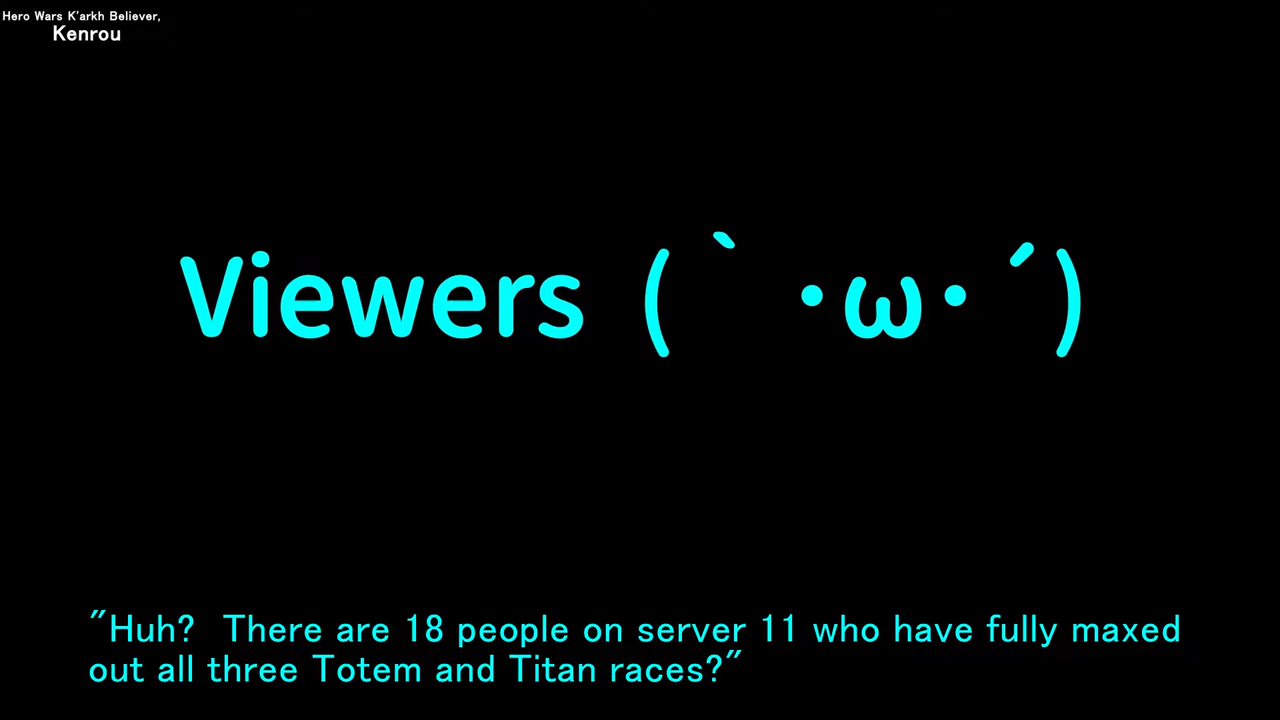 Hero Wars K'arkh Believer,
Kenrou
Viewers (｀・ω・´)
"Huh?  There are 18 people on server 11 who have fully maxed
out all three Totem and Titan races?"